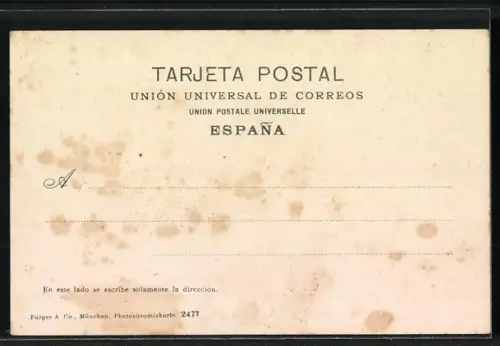 TARJETA POSTAL
UNIÓN UNIVERSAL DE CORREOS
UNION POSTALE UNIVERSELLE
ESPAÑA
A
En este lado se escribe solamente la dirección.
Purger & Co., München, Photochromiekarte 2477